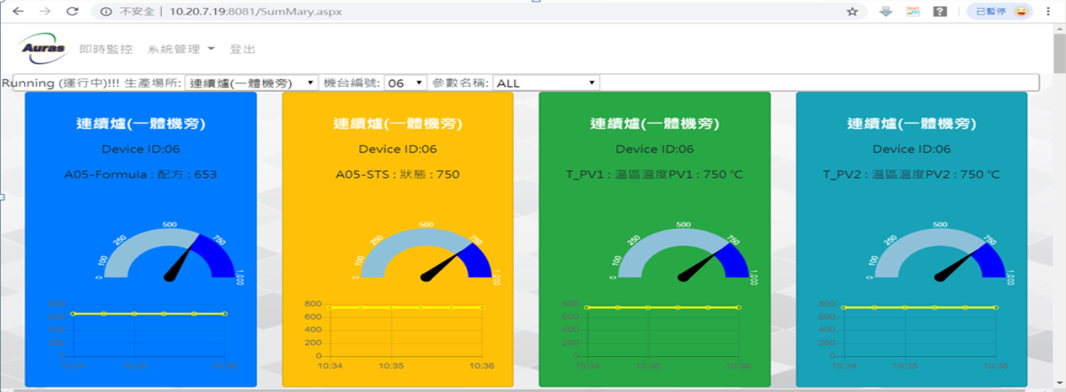 不安全 | 10.20.7.19:8081/SumMary.aspx
已暫停
Auras 即時監控 系統管理 登出
Running (運行中)!!! 生產場所: 連續爐(一體機旁) 機台編號: 06 參數名稱: ALL
連續爐(一體機旁)
Device ID:06
A05-Formula : 配方 : 653
0 100 250 500 750 1,000
800
600
400
200
0
10:34 10:35 10:36
連續爐(一體機旁)
Device ID:06
A05-STS : 狀態 : 750
0 100 250 500 750 1,000
800
600
400
200
0
10:34 10:35 10:36
連續爐(一體機旁)
Device ID:06
T_PV1 : 溫區溫度PV1 : 750 ℃
0 100 250 500 750 1,000
800
600
400
200
0
10:34 10:35 10:36
連續爐(一體機旁)
Device ID:06
T_PV2 : 溫區溫度PV2 : 750 ℃
0 100 250 500 750 1,000
800
600
400
200
0
10:34 10:35 10:36